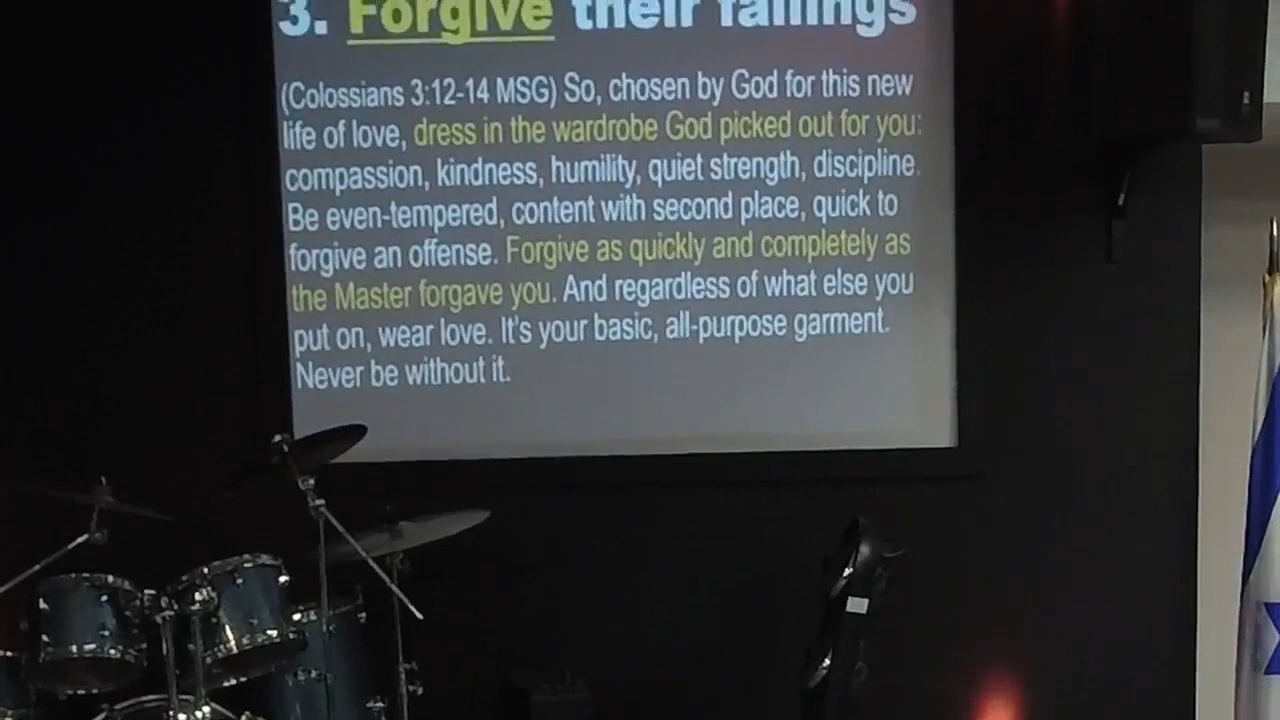 3. Forgive their failings
(Colossians 3:12-14 MSG) So, chosen by God for this new
life of love, dress in the wardrobe God picked out for you:
compassion, kindness, humility, quiet strength, discipline.
Be even-tempered, content with second place, quick to
forgive an offense. Forgive as quickly and completely as
the Master forgave you. And regardless of what else you
put on, wear love. It's your basic, all-purpose garment.
Never be without it.